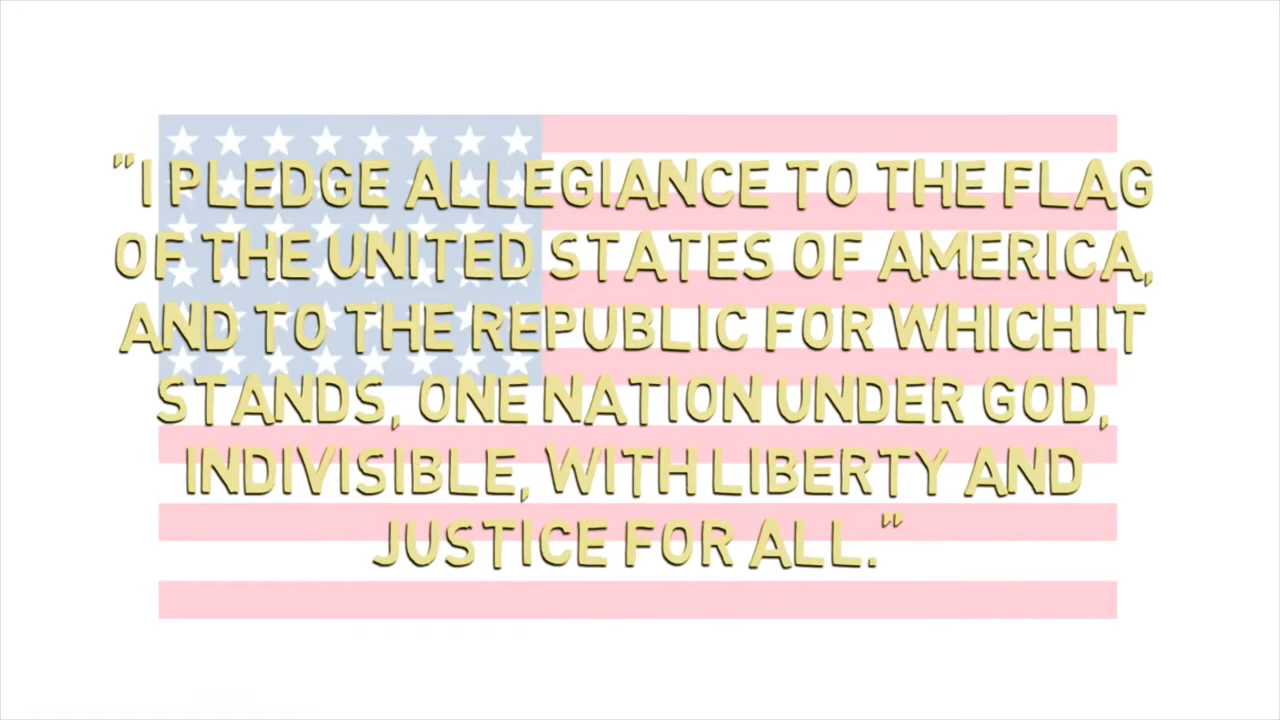 "I PLEDGE ALLEGIANCE TO THE FLAG
OF THE UNITED STATES OF AMERICA,
AND TO THE REPUBLIC FOR WHICH IT
STANDS, ONE NATION UNDER GOD,
INDIVISIBLE, WITH LIBERTY AND
JUSTICE FOR ALL."